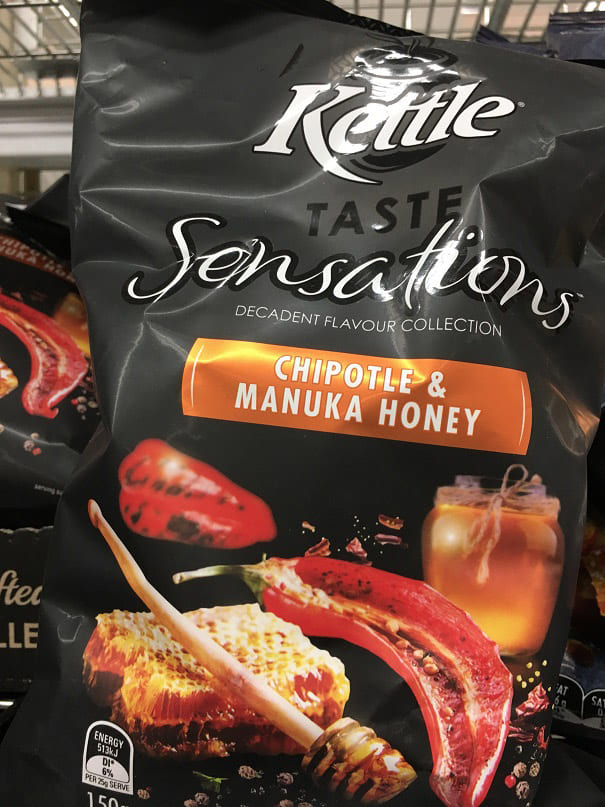 Kettle
TASTE
Sensations
DECADENT FLAVOUR COLLECTION
CHIPOTLE &
MANUKA HONEY
ENERGY
513kJ
DI*
6%
PER 25g SERVE